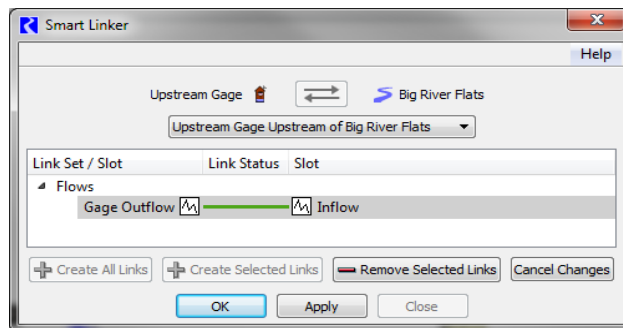 Smart Linker
Help
Upstream Gage Big River Flats
Upstream Gage Upstream of Big River Flats
Link Set / Slot Link Status Slot
Flows
Gage Outflow Inflow
Create All Links Create Selected Links Remove Selected Links Cancel Changes
OK Apply Close